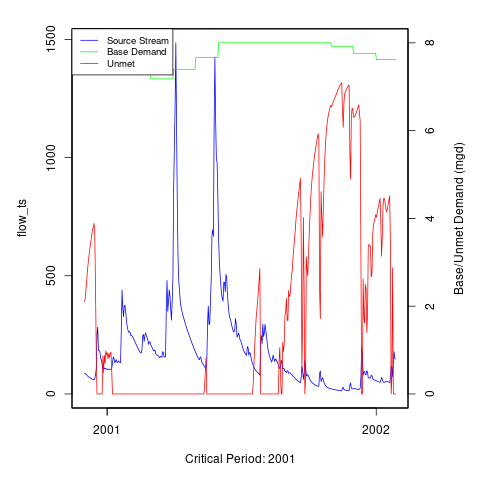 Source Stream
Base Demand
Unmet
1500
1000
500
0
flow_ts
8
6
4
2
0
Base/Unmet Demand (mgd)
2001
2002
Critical Period: 2001